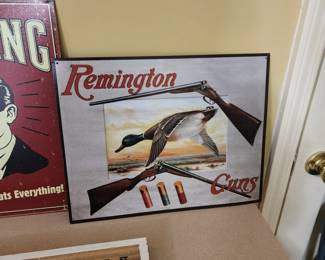 NG
ats Everything!
Remington
Guns